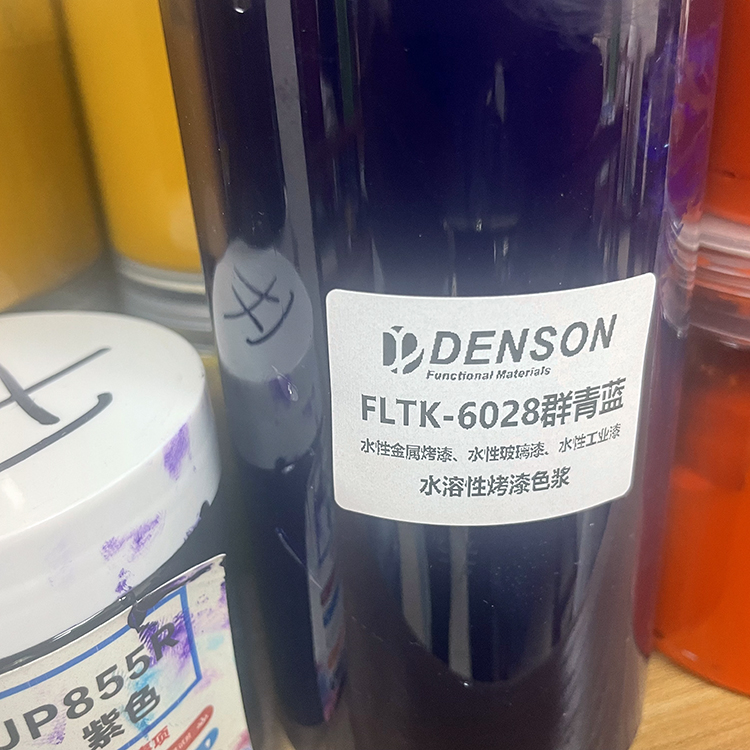 DENSON
Functional Materials
FLTK-6028群青蓝
水性金属烤漆、水性玻璃漆、水性工业漆
水溶性烤漆色浆
JP855R
紫色